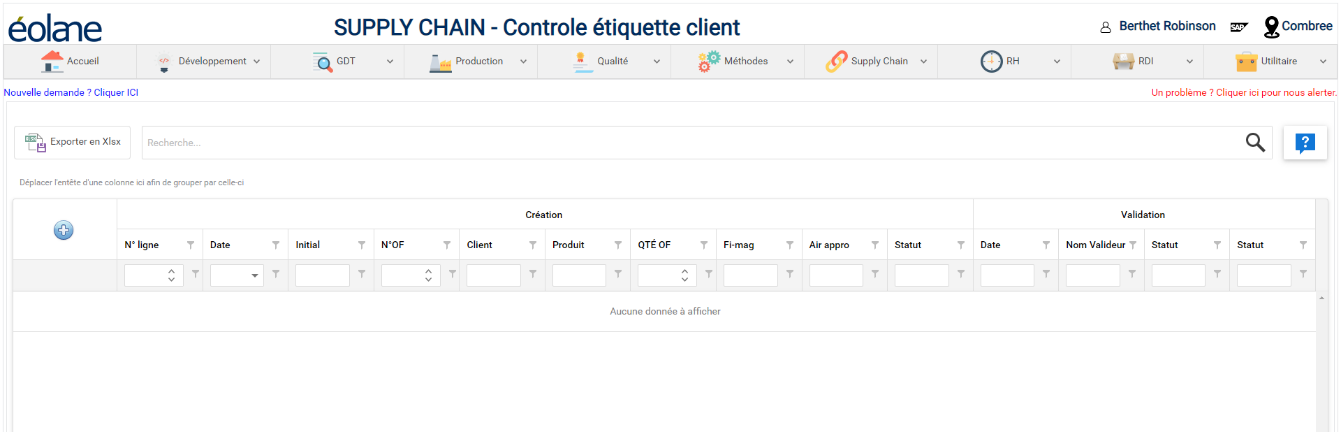 éolane
SUPPLY CHAIN - Controle étiquette client
Berthet Robinson SAP Combree
Accueil Développement GDT Production Qualité Méthodes Supply Chain RH RDI Utilitaire
Nouvelle demande ? Cliquer ICI
Un problème ? Cliquer ici pour nous alerter.
Exporter en Xlsx
Recherche...
?
Déplacer l'entête d'une colonne ici afin de grouper par celle-ci
Création Validation
N° ligne Date Initial N°OF Client Produit QTÉ OF Fi-mag Air appro Statut Date Nom Valideur Statut Statut
Aucune donnée à afficher